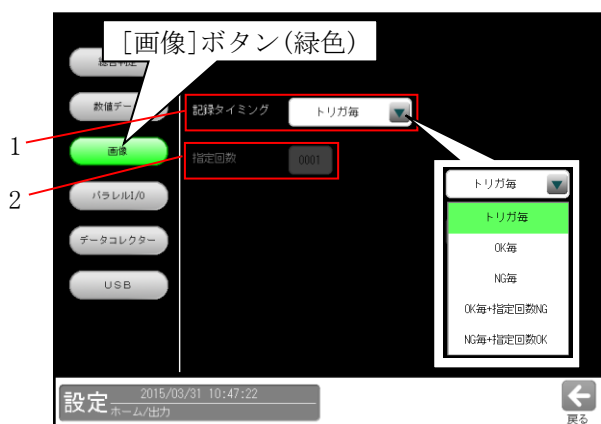 [画像]ボタン(緑色)
数値デー
記録タイミング
トリガ毎
1
画像
指定回数
0001
2
パラレルI/0
データコレクター
USB
トリガ毎
トリガ毎
OK毎
NG毎
OK毎+指定回数NG
NG毎+指定回数OK
設定
2015/03/31 10:47:22
ホーム/出力
戻る